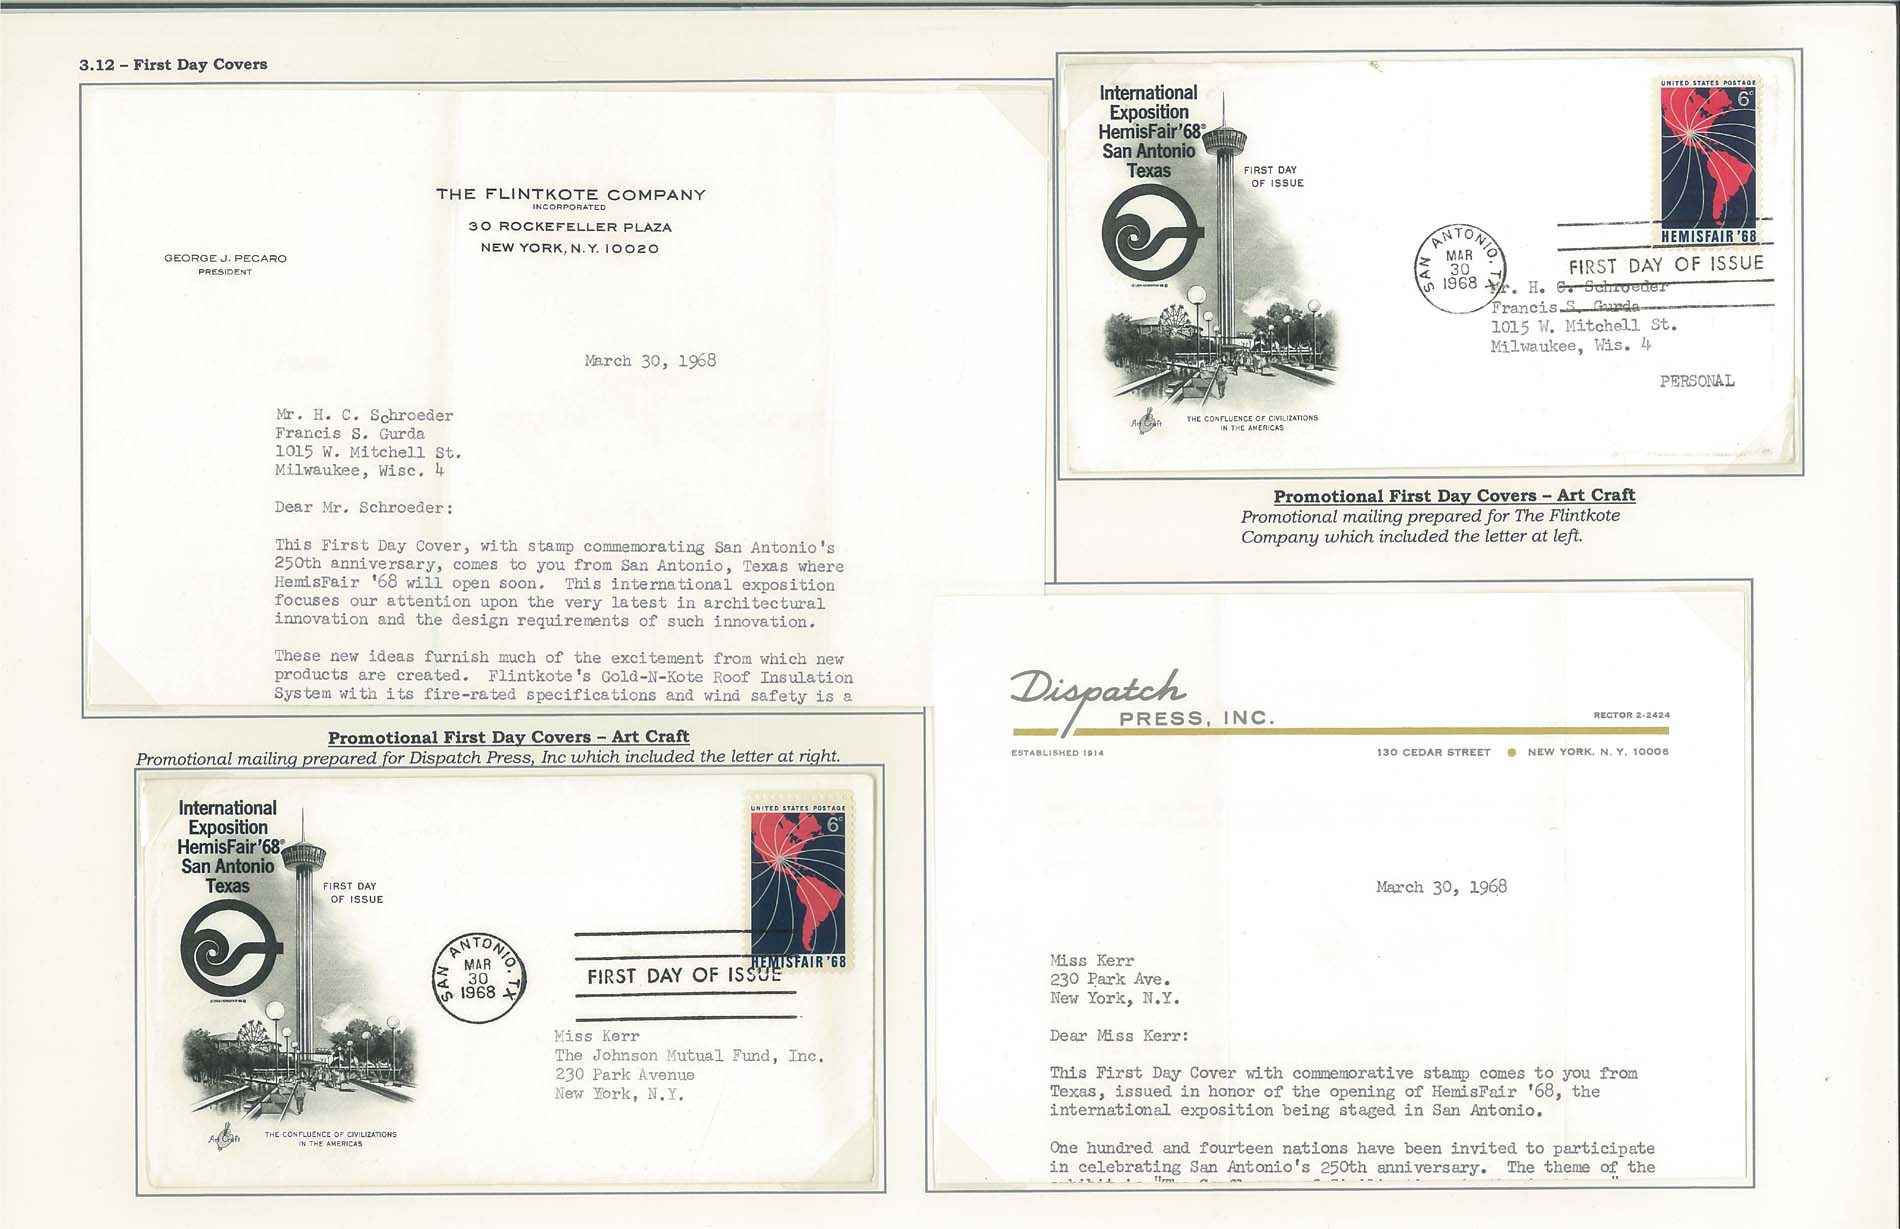 3.12 – First Day Covers
THE FLINTKOTE COMPANY
INCORPORATED
30 ROCKEFELLER PLAZA
NEW YORK, N.Y. 10020
GEORGE J. PECARO
PRESIDENT
March 30, 1968
Mr. H. C. Schroeder
Francis S. Gurda
1015 W. Mitchell St.
Milwaukee, Wisc. 4
Dear Mr. Schroeder:
This First Day Cover, with stamp commemorating San Antonio's
250th anniversary, comes to you from San Antonio, Texas where
HemisFair '68 will open soon. This international exposition
focuses our attention upon the very latest in architectural
innovation and the design requirements of such innovation.
These new ideas furnish much of the excitement from which new
products are created. Flintkote's Gold-N-Kote Roof Insulation
System with its fire-rated specifications and wind safety is a
International
Exposition
HemisFair'68®
San Antonio
Texas
FIRST DAY
OF ISSUE
UNITED STATES POSTAGE
6c
HEMISFAIR '68
SAN ANTONIO, TX
MAR
30
1968
FIRST DAY OF ISSUE
Mr. H. C. Schroeder
Francis S. Gurda
1015 W. Mitchell St.
Milwaukee, Wis. 4
PERSONAL
Art Craft
THE CONFLUENCE OF CIVILIZATIONS
IN THE AMERICAS
Promotional First Day Covers – Art Craft
Promotional mailing prepared for The Flintkote
Company which included the letter at left.
Promotional First Day Covers – Art Craft
Promotional mailing prepared for Dispatch Press, Inc which included the letter at right.
International
Exposition
HemisFair'68®
San Antonio
Texas
FIRST DAY
OF ISSUE
UNITED STATES POSTAGE
6c
HEMISFAIR '68
SAN ANTONIO, TX
MAR
30
1968
FIRST DAY OF ISSUE
Miss Kerr
The Johnson Mutual Fund, Inc.
230 Park Avenue
New York, N.Y.
Art Craft
THE CONFLUENCE OF CIVILIZATIONS
IN THE AMERICAS
Dispatch
PRESS, INC.
RECTOR 2-2424
ESTABLISHED 1914
130 CEDAR STREET ● NEW YORK, N. Y. 10006
March 30, 1968
Miss Kerr
230 Park Ave.
New York, N.Y.
Dear Miss Kerr:
This First Day Cover with commemorative stamp comes to you from
Texas, issued in honor of the opening of HemisFair '68, the
international exposition being staged in San Antonio.
One hundred and fourteen nations have been invited to participate
in celebrating San Antonio's 250th anniversary. The theme of the